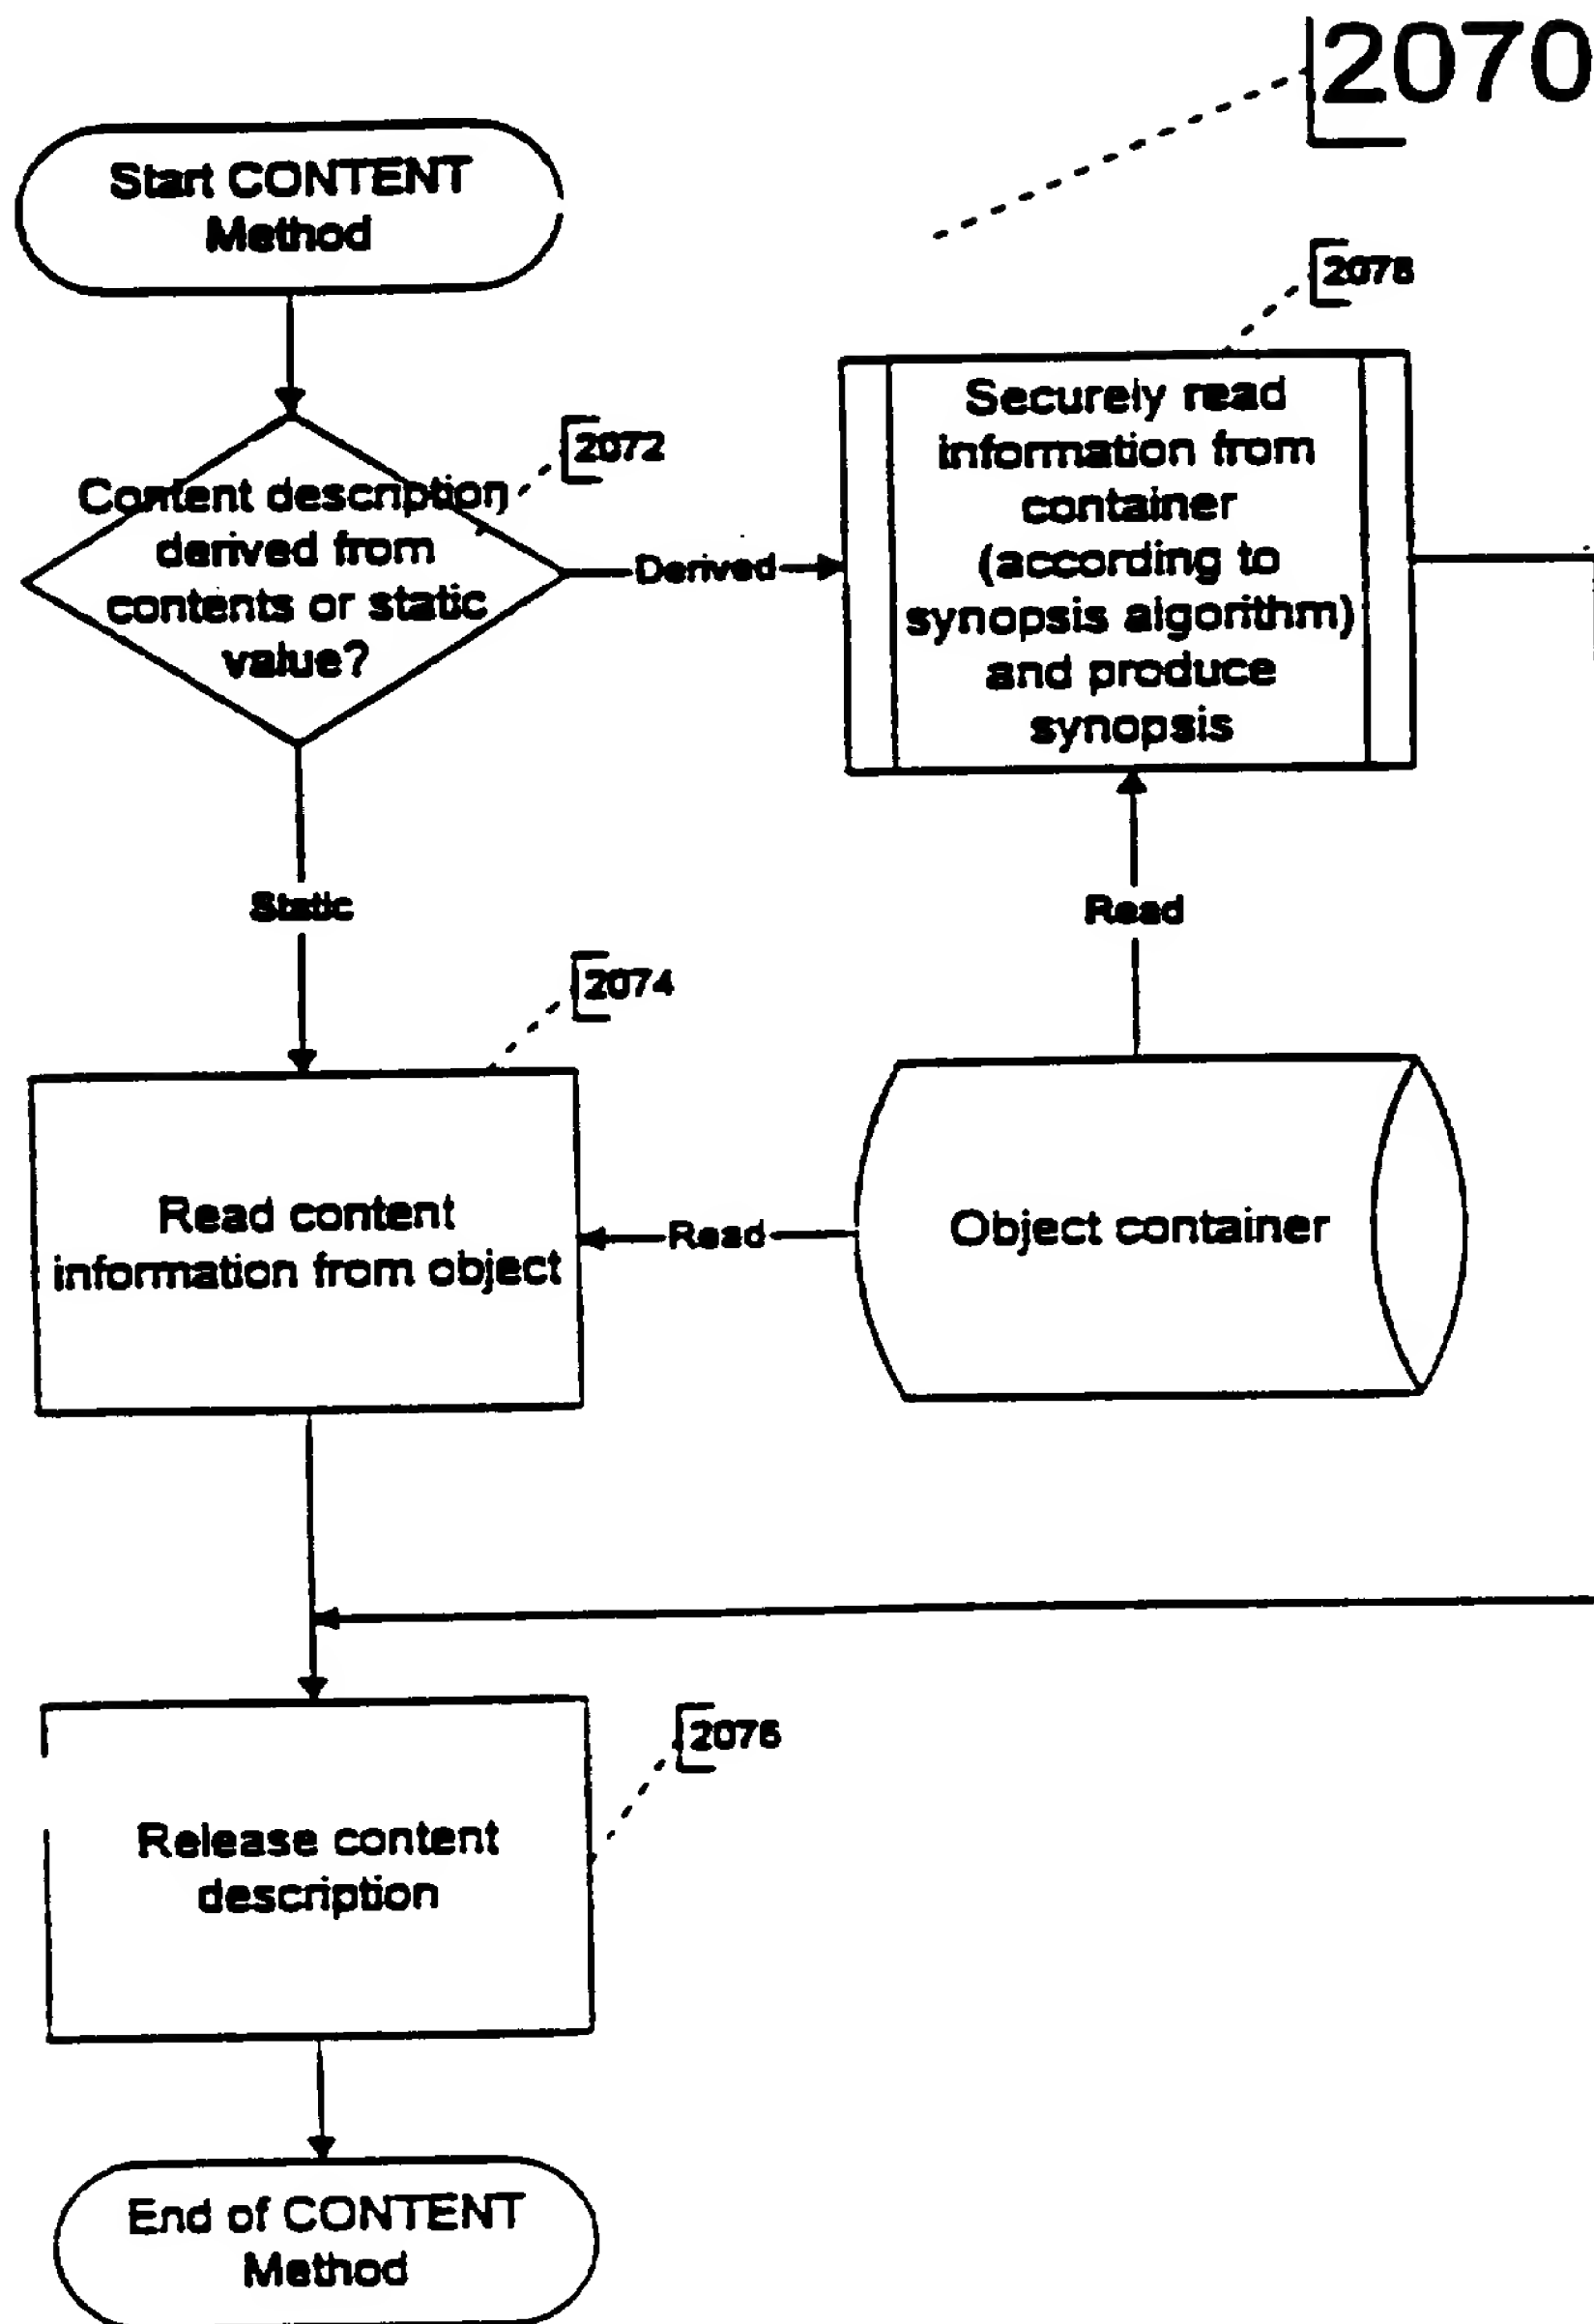 2070
Start CONTENT
Method
2078
2072
Securely read
information from
container
(according to
synopsis algorithm)
and produce
synopsis
Content description
derived from
contents or static
value?
Derived
Static
Read
2074
Read content
information from object
Read
Object container
2076
Release content
description
End of CONTENT
Method